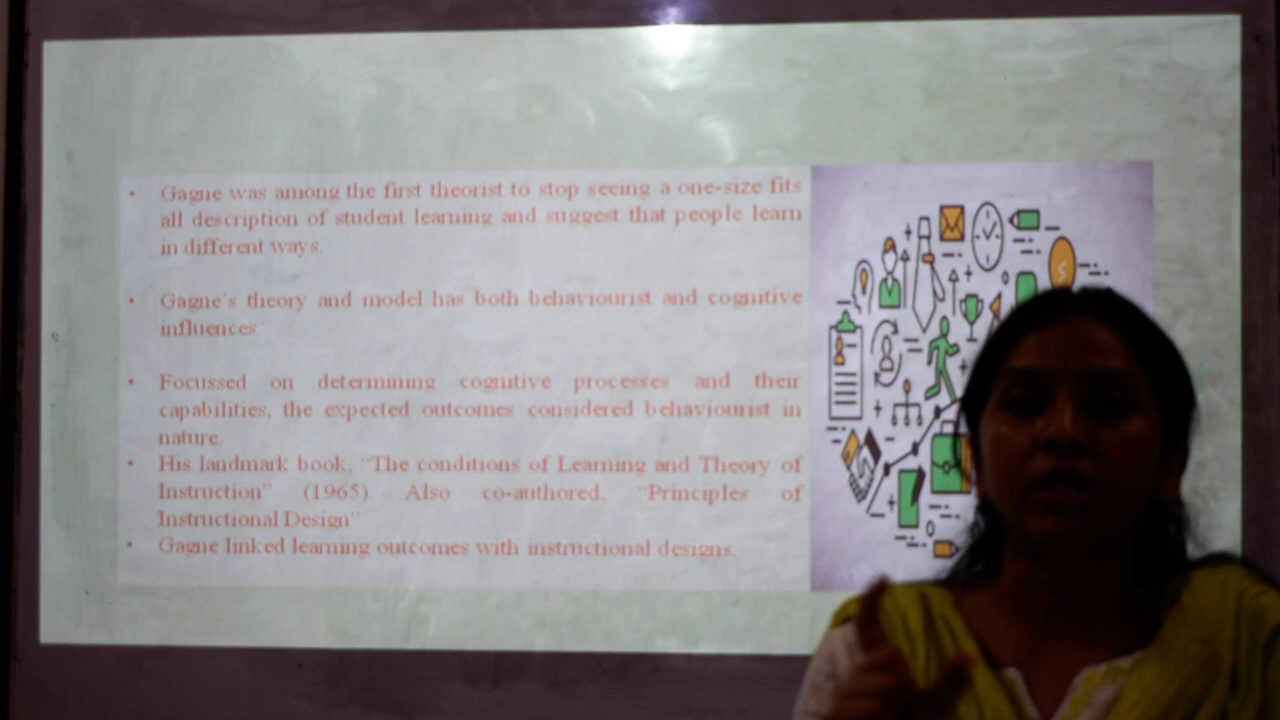 • Gagne was among the first theorist to stop seeing a one-size fits
all description of student learning and suggest that people learn
in different ways.
• Gagne's theory and model has both behaviourist and cognitive
influences.
• Focussed on determining cognitive processes and their
capabilities, the expected outcomes considered behaviourist in
nature.
• His landmark book, "The conditions of Learning and Theory of
Instruction" (1965). Also co-authored, "Principles of
Instructional Design"
• Gagne linked learning outcomes with instructional designs.